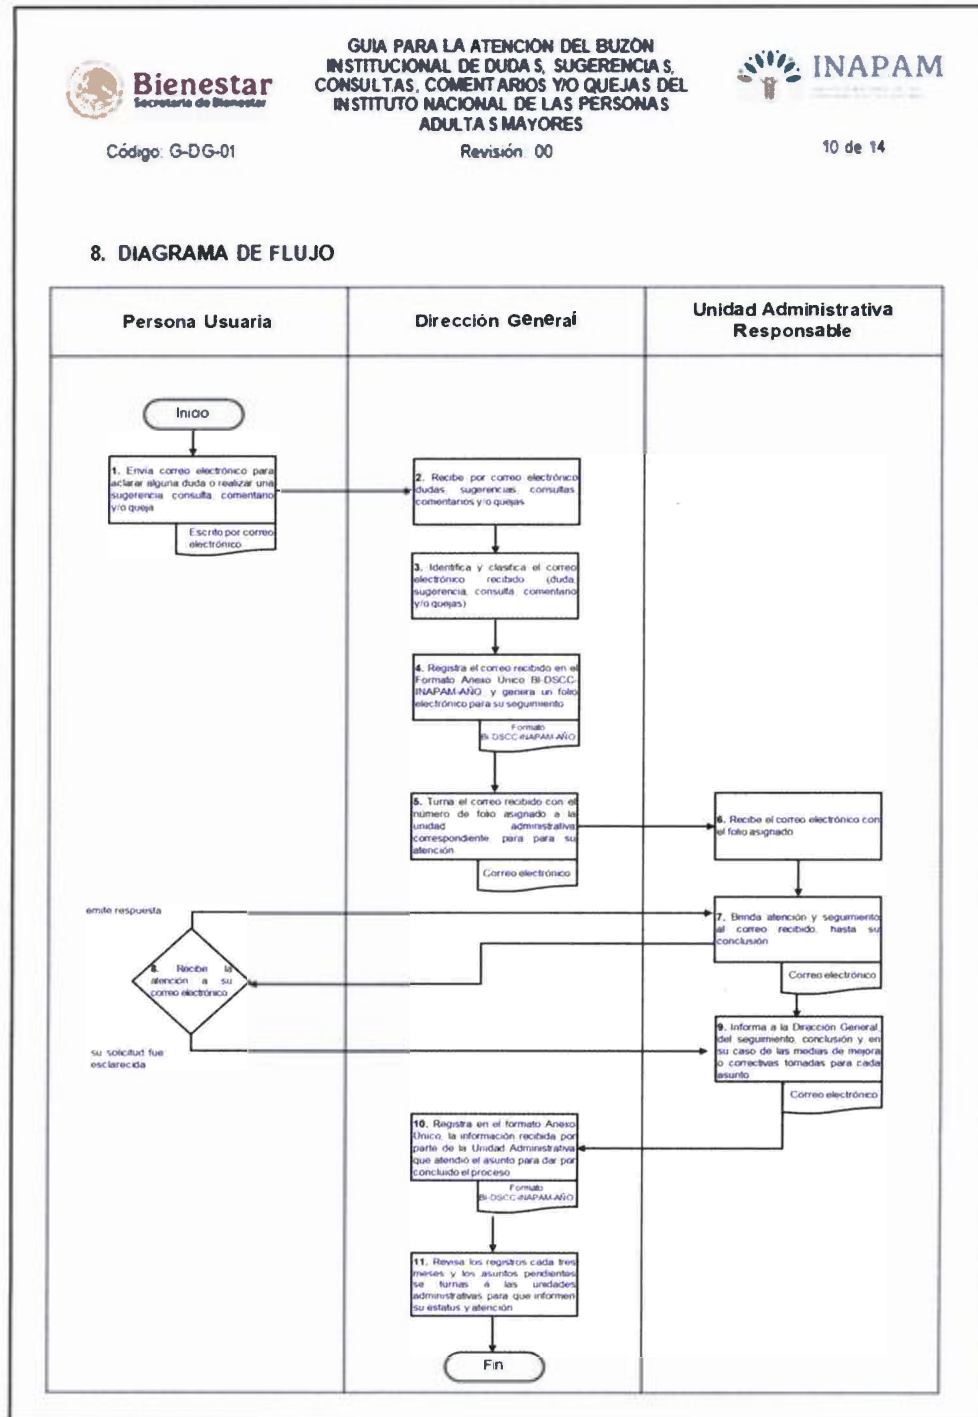 GUIA PARA LA ATENCIÓN DEL BUZÓN
INSTITUCIONAL DE DUDAS, SUGERENCIAS,
CONSULTAS, COMENTARIOS Y/O QUEJAS DEL
INSTITUTO NACIONAL DE LAS PERSONAS
ADULTAS MAYORES
Bienestar
Secretaría de Bienestar
INAPAM
Código: G-DG-01
Revisión: 00
10 de 14
8. DIAGRAMA DE FLUJO
Persona Usuaria
Dirección General
Unidad Administrativa
Responsable
Inicio
1. Envía correo electrónico para
aclarar alguna duda o realizar una
sugerencia consulta, comentario
y/o queja
Escrito por correo
electrónico
2. Recibe por correo electrónico
dudas, sugerencias, consultas
comentarios y/o quejas
3. Identifica y clasifica el correo
electrónico recibido (duda,
sugerencia, consulta, comentario
y/o quejas)
4. Registra el correo recibido en el
Formato Anexo Único BI-DSCC-
INAPAM-AÑO, y genera un folio
electrónico para su seguimiento
Formato
BI-DSCC-INAPAM-AÑO
5. Turna el correo recibido con el
número de folio asignado a la
unidad administrativa
correspondiente, para para su
atención
Correo electrónico
6. Recibe el correo electrónico con
el folio asignado
emite respuesta
7. Brinda atención y seguimiento
al correo recibido, hasta su
conclusión
Correo electrónico
8. Recibe la
atención a su
correo electrónico
su solicitud fue
esclarecida
9. Informa a la Dirección General,
del seguimiento, conclusión y en
su caso de las medias de mejora
o correctivas tomadas para cada
asunto
Correo electrónico
10. Registra en el formato Anexo
Único, la información recibida por
parte de la Unidad Administrativa
que atendió el asunto para dar por
concluido el proceso
Formato
BI-DSCC-INAPAM-AÑO
11. Revisa los registros cada tres
meses y los asuntos pendientes
se turnas á las unidades
administrativas para que informen
su estatus y atención
Fin